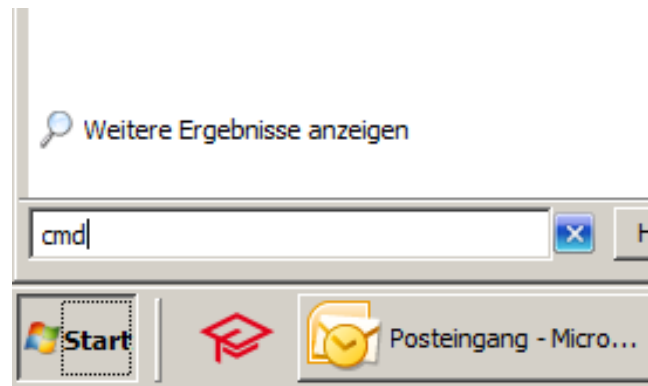 Weitere Ergebnisse anzeigen
cmd
H
Start
Posteingang - Micro...